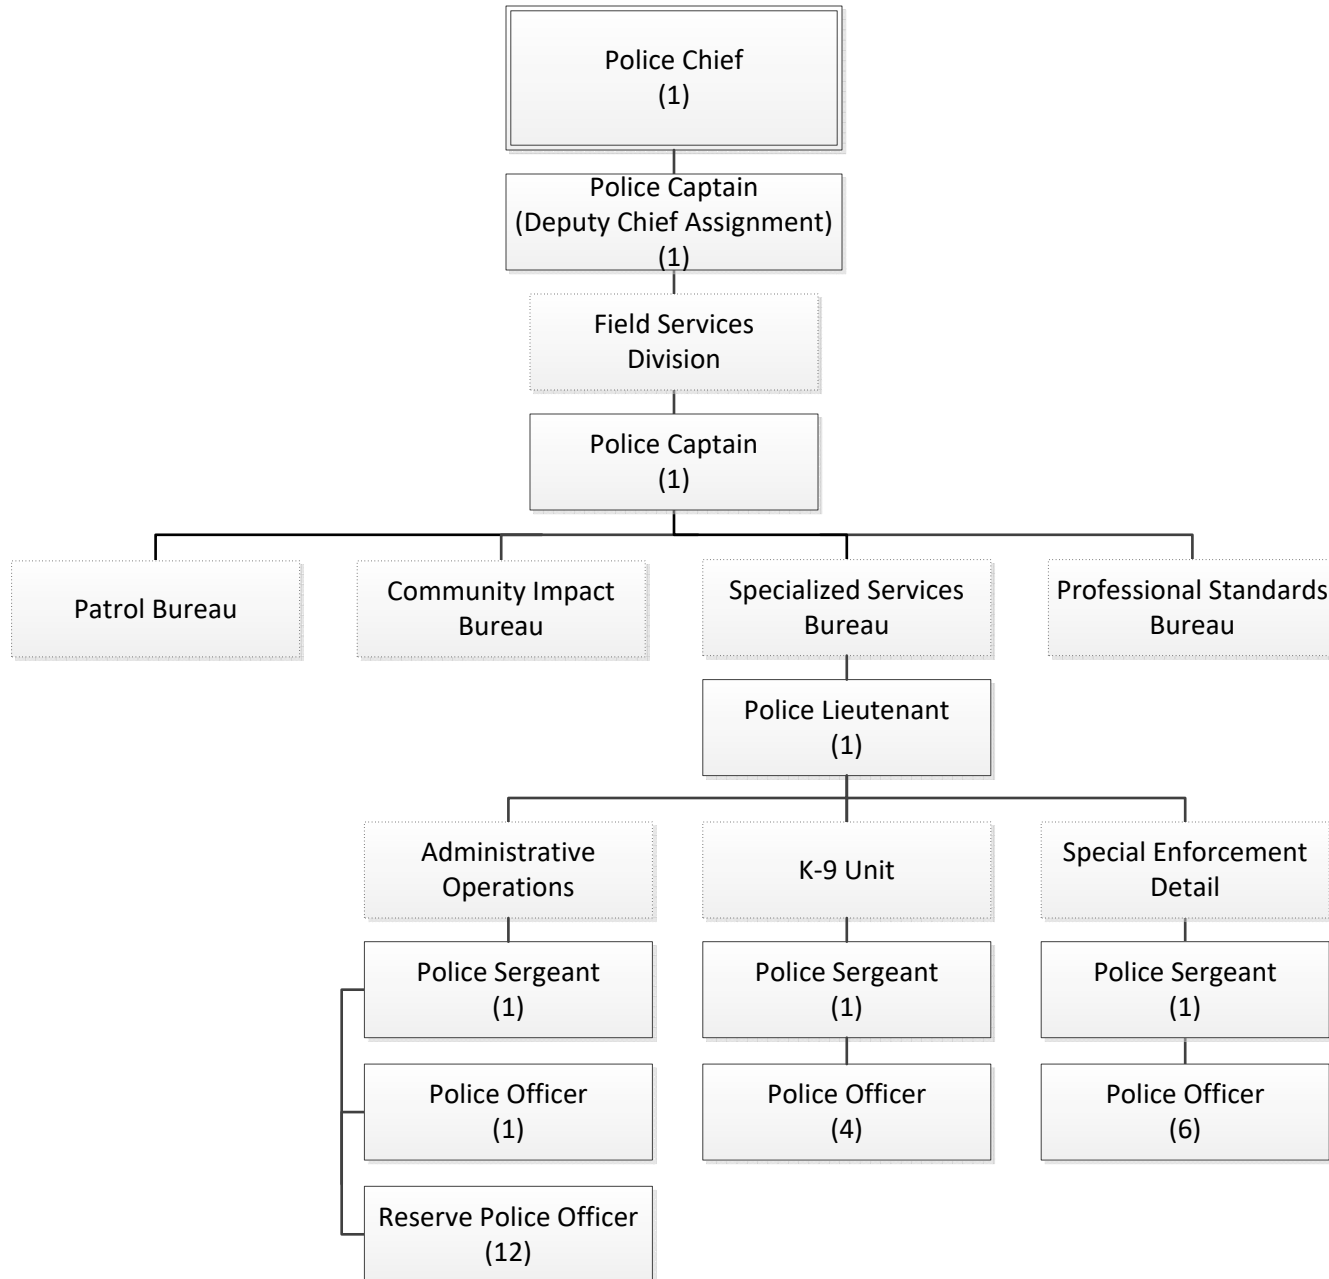 Police Chief
(1)
Police Captain
(Deputy Chief Assignment)
(1)
Field Services
Division
Police Captain
(1)
Patrol Bureau
Community Impact
Bureau
Specialized Services
Bureau
Professional Standards
Bureau
Police Lieutenant
(1)
Administrative
Operations
K-9 Unit
Special Enforcement
Detail
Police Sergeant
(1)
Police Sergeant
(1)
Police Sergeant
(1)
Police Officer
(1)
Police Officer
(4)
Police Officer
(6)
Reserve Police Officer
(12)